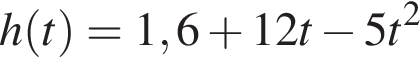 h(t) = 1,6 + 12t − 5t²